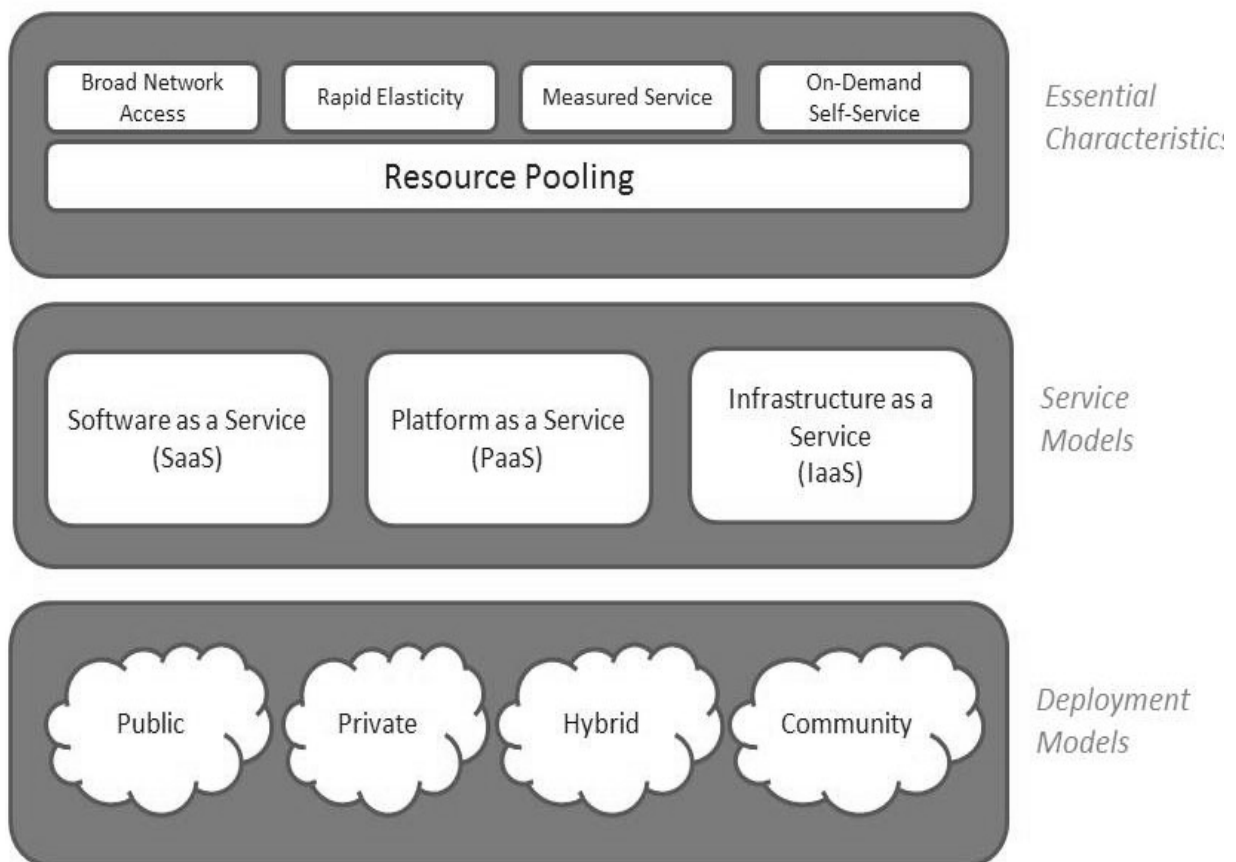 Broad Network
Access
Rapid Elasticity
Measured Service
On-Demand
Self-Service
Essential
Characteristics
Resource Pooling
Software as a Service
(SaaS)
Platform as a Service
(PaaS)
Infrastructure as a
Service
(IaaS)
Service
Models
Public
Private
Hybrid
Community
Deployment
Models